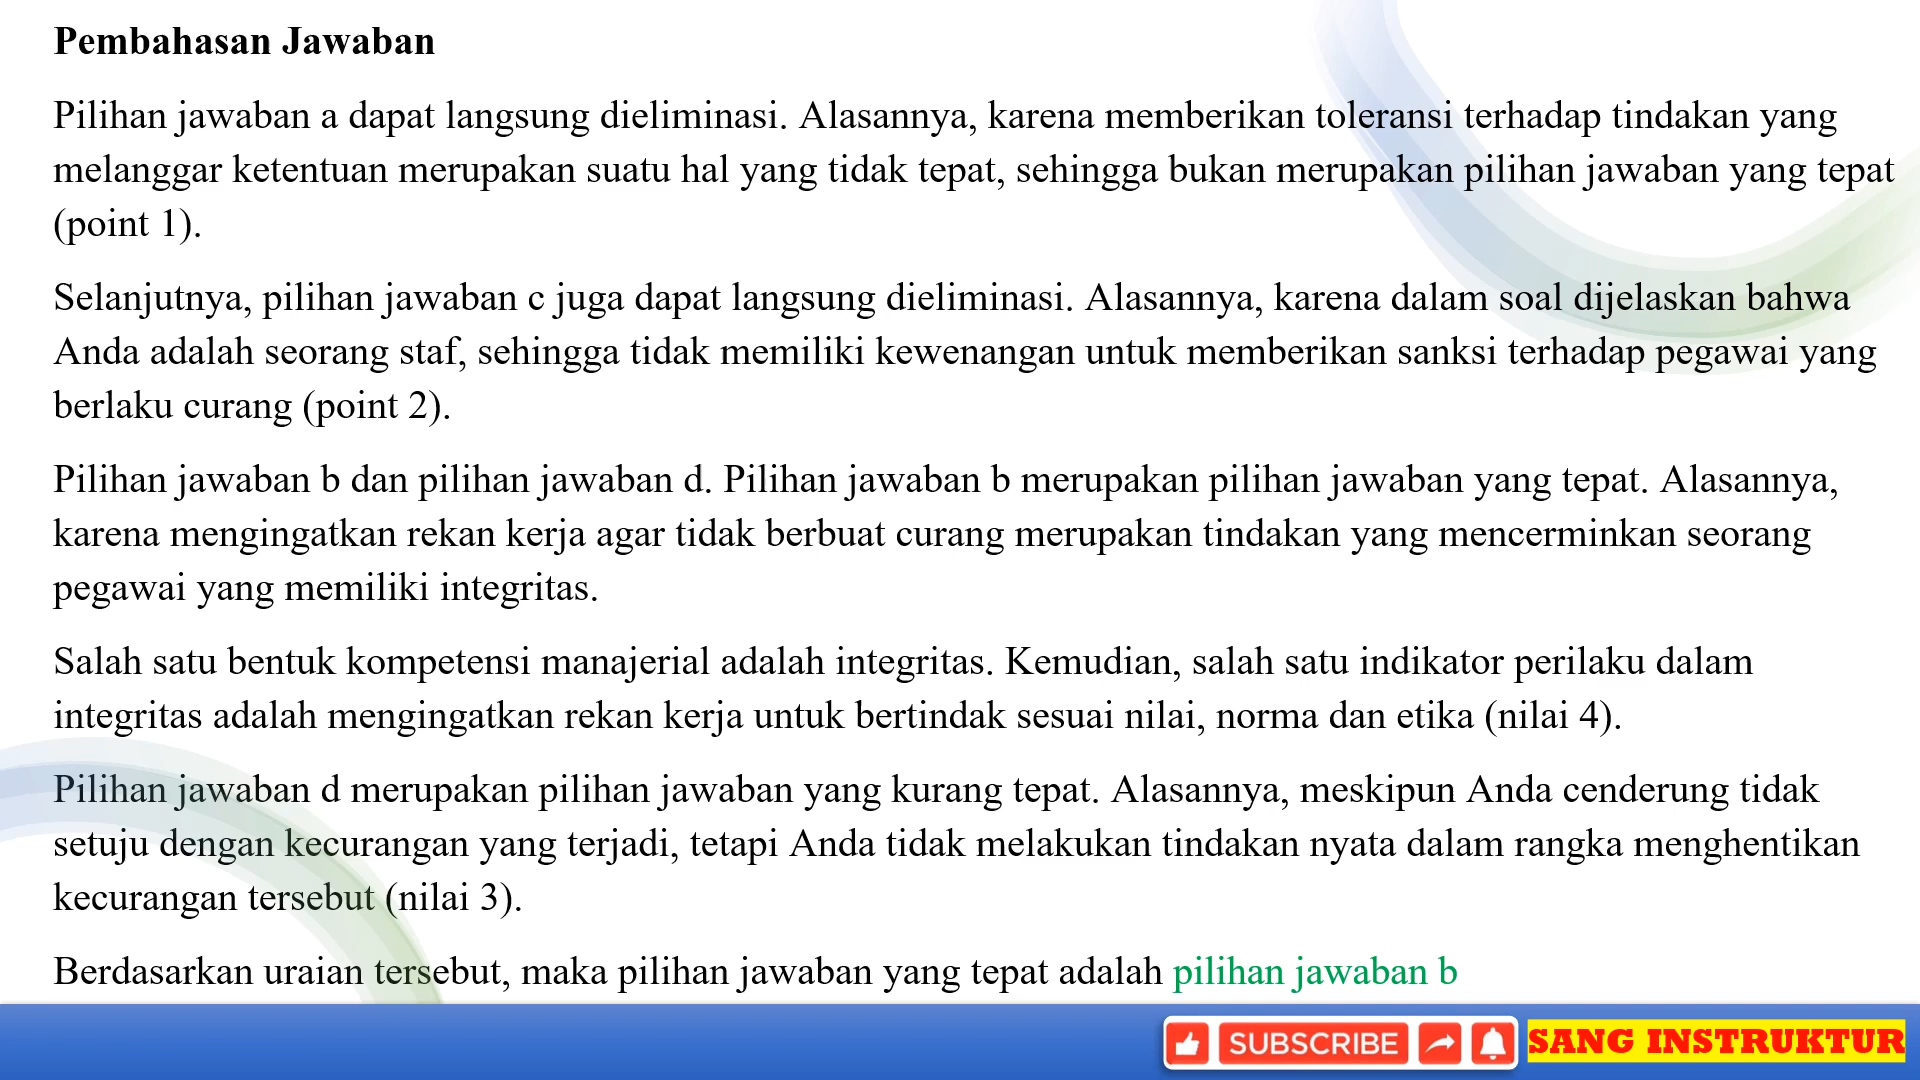 Pembahasan Jawaban
Pilihan jawaban a dapat langsung dieliminasi. Alasannya, karena memberikan toleransi terhadap tindakan yang
melanggar ketentuan merupakan suatu hal yang tidak tepat, sehingga bukan merupakan pilihan jawaban yang tepat
(point 1).
Selanjutnya, pilihan jawaban c juga dapat langsung dieliminasi. Alasannya, karena dalam soal dijelaskan bahwa
Anda adalah seorang staf, sehingga tidak memiliki kewenangan untuk memberikan sanksi terhadap pegawai yang
berlaku curang (point 2).
Pilihan jawaban b dan pilihan jawaban d. Pilihan jawaban b merupakan pilihan jawaban yang tepat. Alasannya,
karena mengingatkan rekan kerja agar tidak berbuat curang merupakan tindakan yang mencerminkan seorang
pegawai yang memiliki integritas.
Salah satu bentuk kompetensi manajerial adalah integritas. Kemudian, salah satu indikator perilaku dalam
integritas adalah mengingatkan rekan kerja untuk bertindak sesuai nilai, norma dan etika (nilai 4).
Pilihan jawaban d merupakan pilihan jawaban yang kurang tepat. Alasannya, meskipun Anda cenderung tidak
setuju dengan kecurangan yang terjadi, tetapi Anda tidak melakukan tindakan nyata dalam rangka menghentikan
kecurangan tersebut (nilai 3).
Berdasarkan uraian tersebut, maka pilihan jawaban yang tepat adalah pilihan jawaban b
SUBSCRIBE
SANG INSTRUKTUR